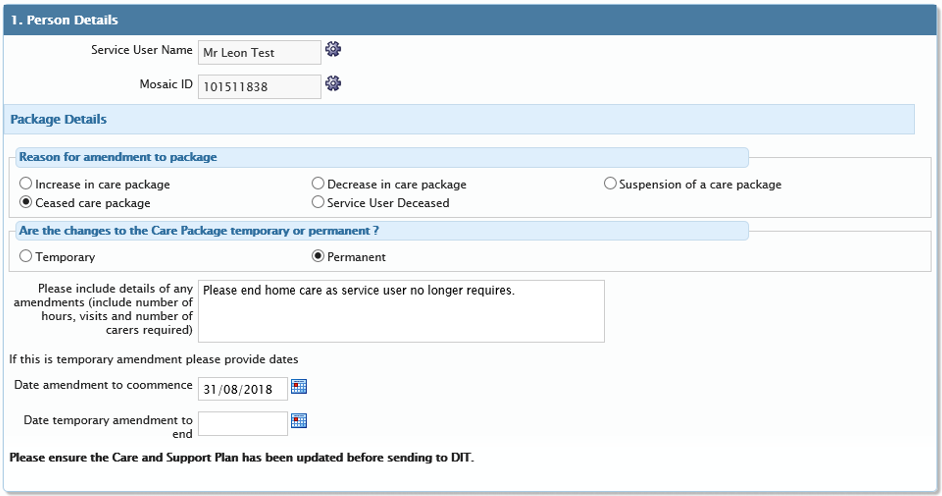 1. Person Details
Service User Name Mr Leon Test
Mosaic ID 101511838
Package Details
Reason for amendment to package
Increase in care package Decrease in care package Suspension of a care package
Ceased care package Service User Deceased
Are the changes to the Care Package temporary or permanent ?
Temporary Permanent
Please include details of any
amendments (include number of
hours, visits and number of
carers required)
Please end home care as service user no longer requires.
If this is temporary amendment please provide dates
Date amendment to coommence 31/08/2018
Date temporary amendment to
end
Please ensure the Care and Support Plan has been updated before sending to DIT.